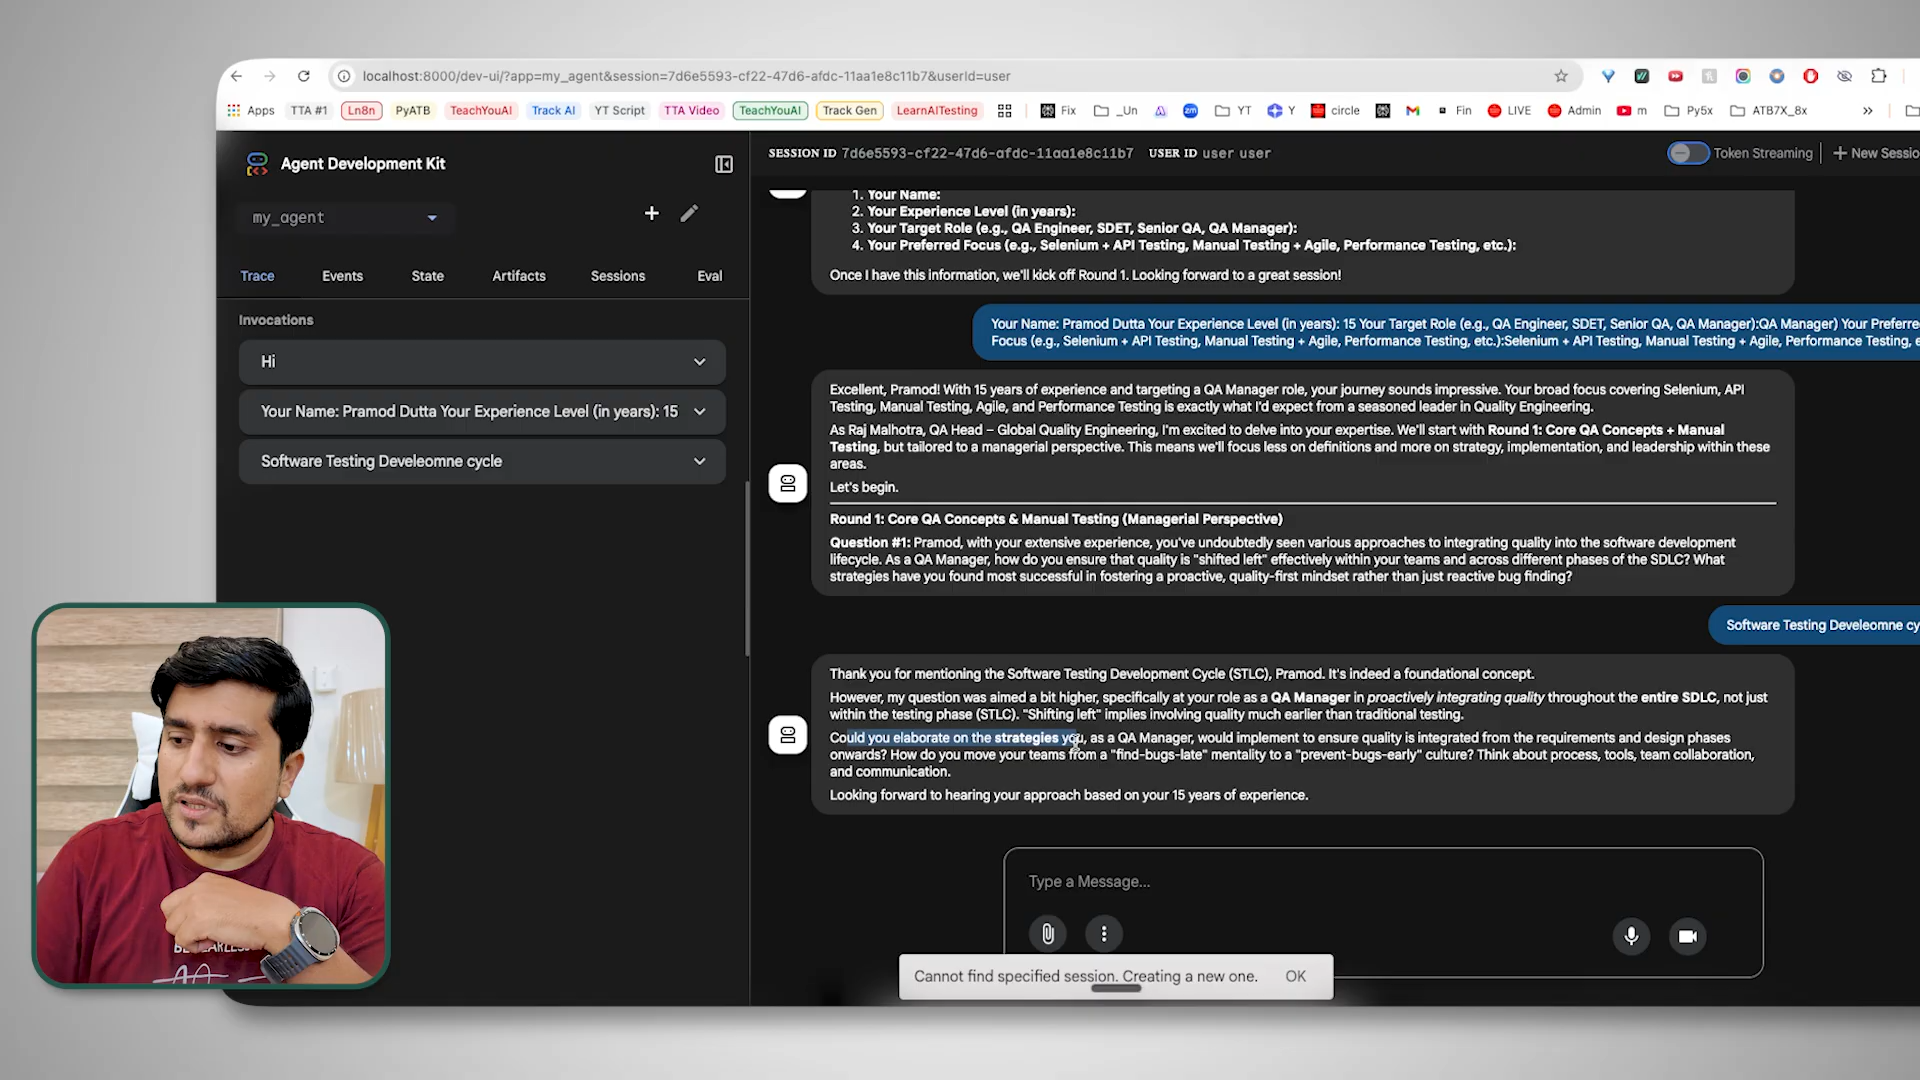 localhost:8000/dev-ui/?app=my_agent&session=7d6e5593-cf22-47d6-afdc-11aa1e8c11b7&userId=user
Apps TTA #1 Ln8n PyATB TeachYouAI Track AI YT Script TTA Video TeachYouAI Track Gen LearnAITesting Fix _Un zm YT Y circle Fin LIVE Admin m Py5x ATB7X_8x »
Agent Development Kit
my_agent
Trace Events State Artifacts Sessions Eval
Invocations
Hi
Your Name: Pramod Dutta Your Experience Level (in years): 15
Software Testing Develeomne cycle
SESSION ID 7d6e5593-cf22-47d6-afdc-11aa1e8c11b7 USER ID user user
Token Streaming
New Sessio
1. Your Name:
2. Your Experience Level (in years):
3. Your Target Role (e.g., QA Engineer, SDET, Senior QA, QA Manager):
4. Your Preferred Focus (e.g., Selenium + API Testing, Manual Testing + Agile, Performance Testing, etc.):
Once I have this information, we'll kick off Round 1. Looking forward to a great session!
Your Name: Pramod Dutta Your Experience Level (in years): 15 Your Target Role (e.g., QA Engineer, SDET, Senior QA, QA Manager):QA Manager) Your Preferred
Focus (e.g., Selenium + API Testing, Manual Testing + Agile, Performance Testing, etc.):Selenium + API Testing, Manual Testing + Agile, Performance Testing, e
Excellent, Pramod! With 15 years of experience and targeting a QA Manager role, your journey sounds impressive. Your broad focus covering Selenium, API
Testing, Manual Testing, Agile, and Performance Testing is exactly what I'd expect from a seasoned leader in Quality Engineering.
As Raj Malhotra, QA Head – Global Quality Engineering, I'm excited to delve into your expertise. We'll start with Round 1: Core QA Concepts + Manual
Testing, but tailored to a managerial perspective. This means we'll focus less on definitions and more on strategy, implementation, and leadership within these
areas.
Let's begin.
Round 1: Core QA Concepts & Manual Testing (Managerial Perspective)
Question #1: Pramod, with your extensive experience, you've undoubtedly seen various approaches to integrating quality into the software development
lifecycle. As a QA Manager, how do you ensure that quality is "shifted left" effectively within your teams and across different phases of the SDLC? What
strategies have you found most successful in fostering a proactive, quality-first mindset rather than just reactive bug finding?
Software Testing Develeomne cy
Thank you for mentioning the Software Testing Development Cycle (STLC), Pramod. It's indeed a foundational concept.
However, my question was aimed a bit higher, specifically at your role as a QA Manager in proactively integrating quality throughout the entire SDLC, not just
within the testing phase (STLC). "Shifting left" implies involving quality much earlier than traditional testing.
Could you elaborate on the strategies you, as a QA Manager, would implement to ensure quality is integrated from the requirements and design phases
onwards? How do you move your teams from a "find-bugs-late" mentality to a "prevent-bugs-early" culture? Think about process, tools, team collaboration,
and communication.
Looking forward to hearing your approach based on your 15 years of experience.
Type a Message...
Cannot find specified session. Creating a new one. OK